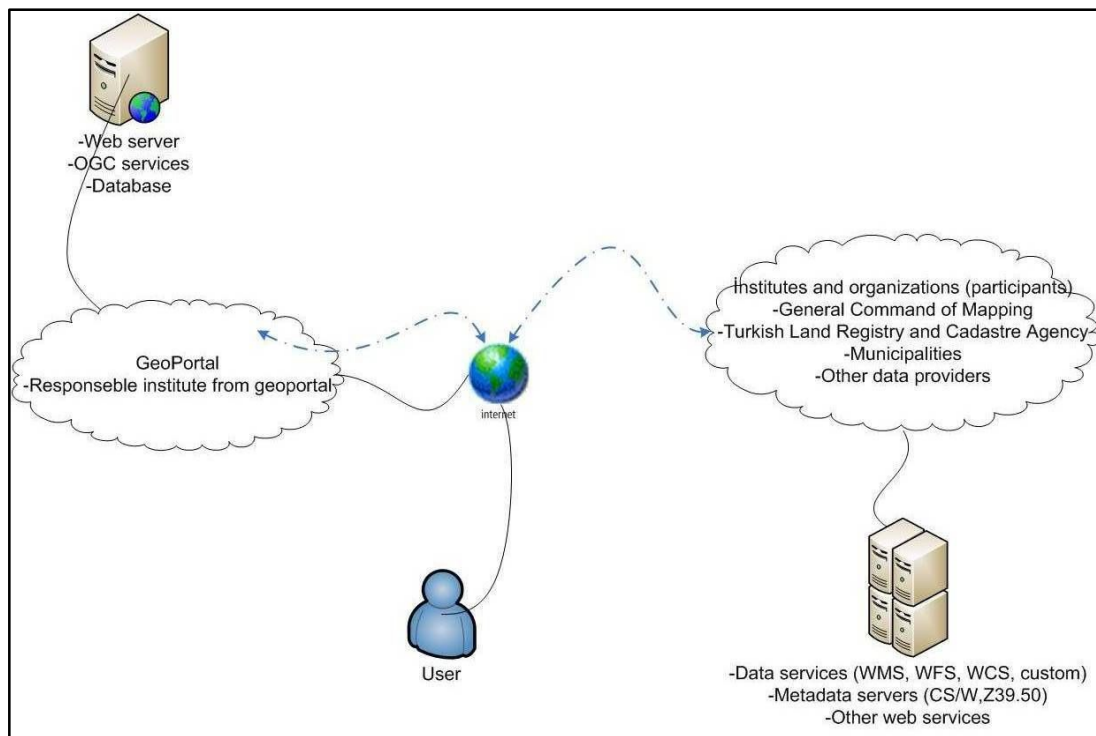 -Web server
-OGC services
-Database
GeoPortal
-Responseble institute from geoportal
internet
İnstitutes and organizations (participants)
-General Command of Mapping
-Turkish Land Registry and Cadastre Agency
-Municipalities
-Other data providers
User
-Data services (WMS, WFS, WCS, custom)
-Metadata servers (CS/W,Z39.50)
-Other web services